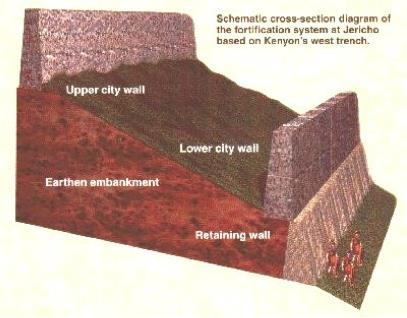 Schematic cross-section diagram of
the fortification system at Jericho
based on Kenyon's west trench.
Upper city wall
Lower city wall
Earthen embankment
Retaining wall